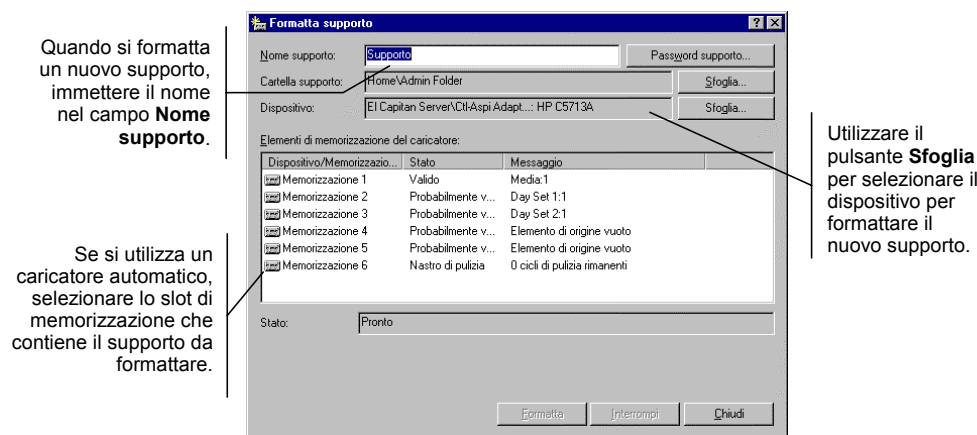 Quando si formatta
un nuovo supporto,
immettere il nome
nel campo Nome
supporto.
Se si utilizza un
caricatore automatico,
selezionare lo slot di
memorizzazione che
contiene il supporto da
formattare.
Formatta supporto
Nome supporto: Supporto Password supporto...
Cartella supporto: Home\Admin Folder Sfoglia...
Dispositivo: El Capitan Server\Ctl-Aspi Adapt...: HP C5713A Sfoglia...
Elementi di memorizzazione del caricatore:
Dispositivo/Memorizzazio... Stato Messaggio
Memorizzazione 1 Valido Media:1
Memorizzazione 2 Probabilmente v... Day Set 1:1
Memorizzazione 3 Probabilmente v... Day Set 2:1
Memorizzazione 4 Probabilmente v... Elemento di origine vuoto
Memorizzazione 5 Probabilmente v... Elemento di origine vuoto
Memorizzazione 6 Nastro di pulizia 0 cicli di pulizia rimanenti
Stato: Pronto
Formatta Interrompi Chiudi
Utilizzare il
pulsante Sfoglia
per selezionare il
dispositivo per
formattare il
nuovo supporto.